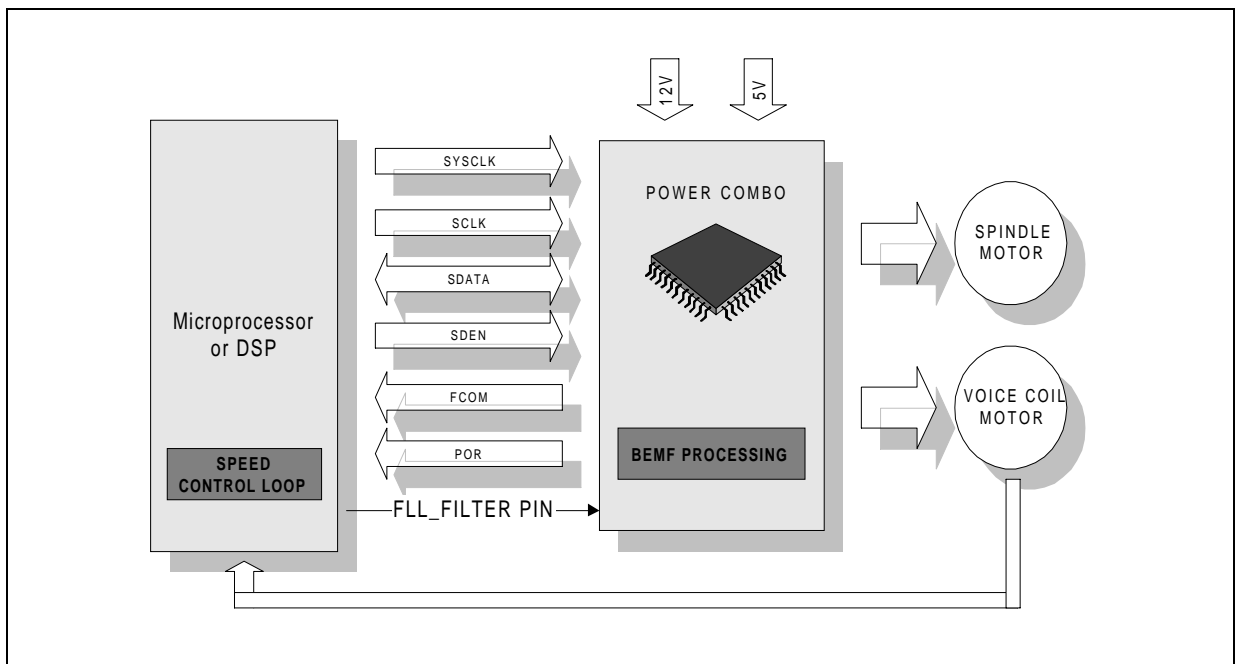 12V
5V
SYSCLK
SCLK
SDATA
SDEN
FCOM
POR
Microprocessor
or DSP
SPEED
CONTROL LOOP
FLL_FILTER PIN
POWER COMBO
BEMF PROCESSING
SPINDLE
MOTOR
VOICE COIL
MOTOR